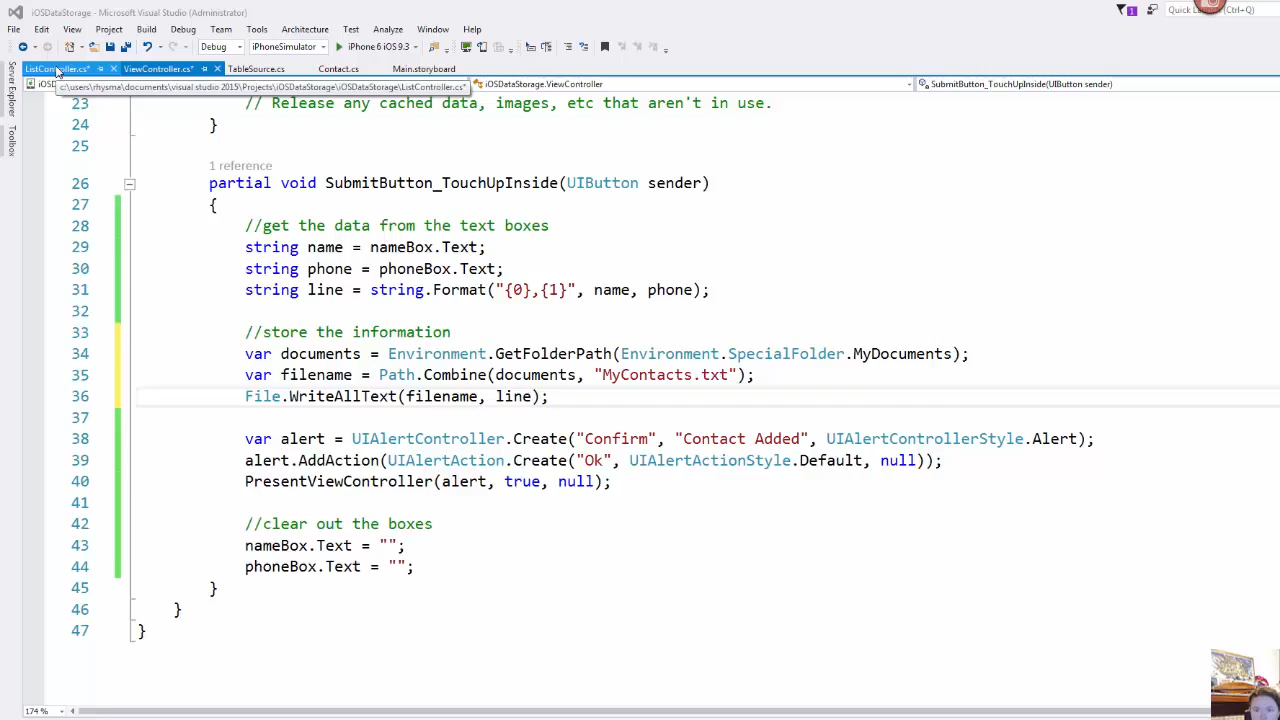 iOSDataStorage - Microsoft Visual Studio (Administrator)
1
File Edit View Project Build Debug Team Tools Architecture Test Analyze Window Help
Debug iPhoneSimulator iPhone 6 iOS 9.3
ListController.cs* ViewController.cs* TableSource.cs Contact.cs Main.storyboard
c:\users\rhysma\documents\visual studio 2015\Projects\iOSDataStorage\iOSDataStorage\ListController.cs*
iOSDataStorage.ViewController SubmitButton_TouchUpInside(UIButton sender)
Server Explorer
Toolbox
23 // Release any cached data, images, etc that aren't in use.
24 }
25
1 reference
26 partial void SubmitButton_TouchUpInside(UIButton sender)
27 {
28 //get the data from the text boxes
29 string name = nameBox.Text;
30 string phone = phoneBox.Text;
31 string line = string.Format("{0},{1}", name, phone);
32
33 //store the information
34 var documents = Environment.GetFolderPath(Environment.SpecialFolder.MyDocuments);
35 var filename = Path.Combine(documents, "MyContacts.txt");
36 File.WriteAllText(filename, line);
37
38 var alert = UIAlertController.Create("Confirm", "Contact Added", UIAlertControllerStyle.Alert);
39 alert.AddAction(UIAlertAction.Create("Ok", UIAlertActionStyle.Default, null));
40 PresentViewController(alert, true, null);
41
42 //clear out the boxes
43 nameBox.Text = "";
44 phoneBox.Text = "";
45 }
46 }
47 }
174 %